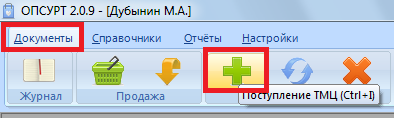 ОПСУРТ 2.0.9 - [Дубынин М.А.]
Документы Справочники Отчёты Настройки
Журнал Продажа
Поступление ТМЦ (Ctrl+I)